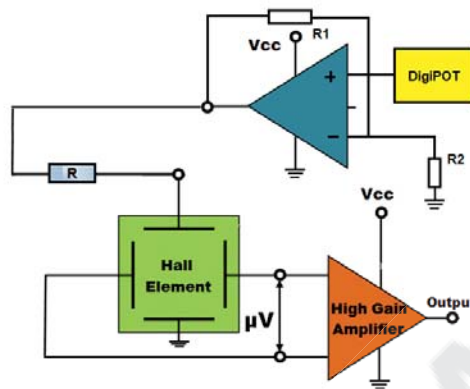 R1
Vcc
+
DigiPOT
−
R2
R
Vcc
Hall
Element
µV
High Gain
Amplifier
Output